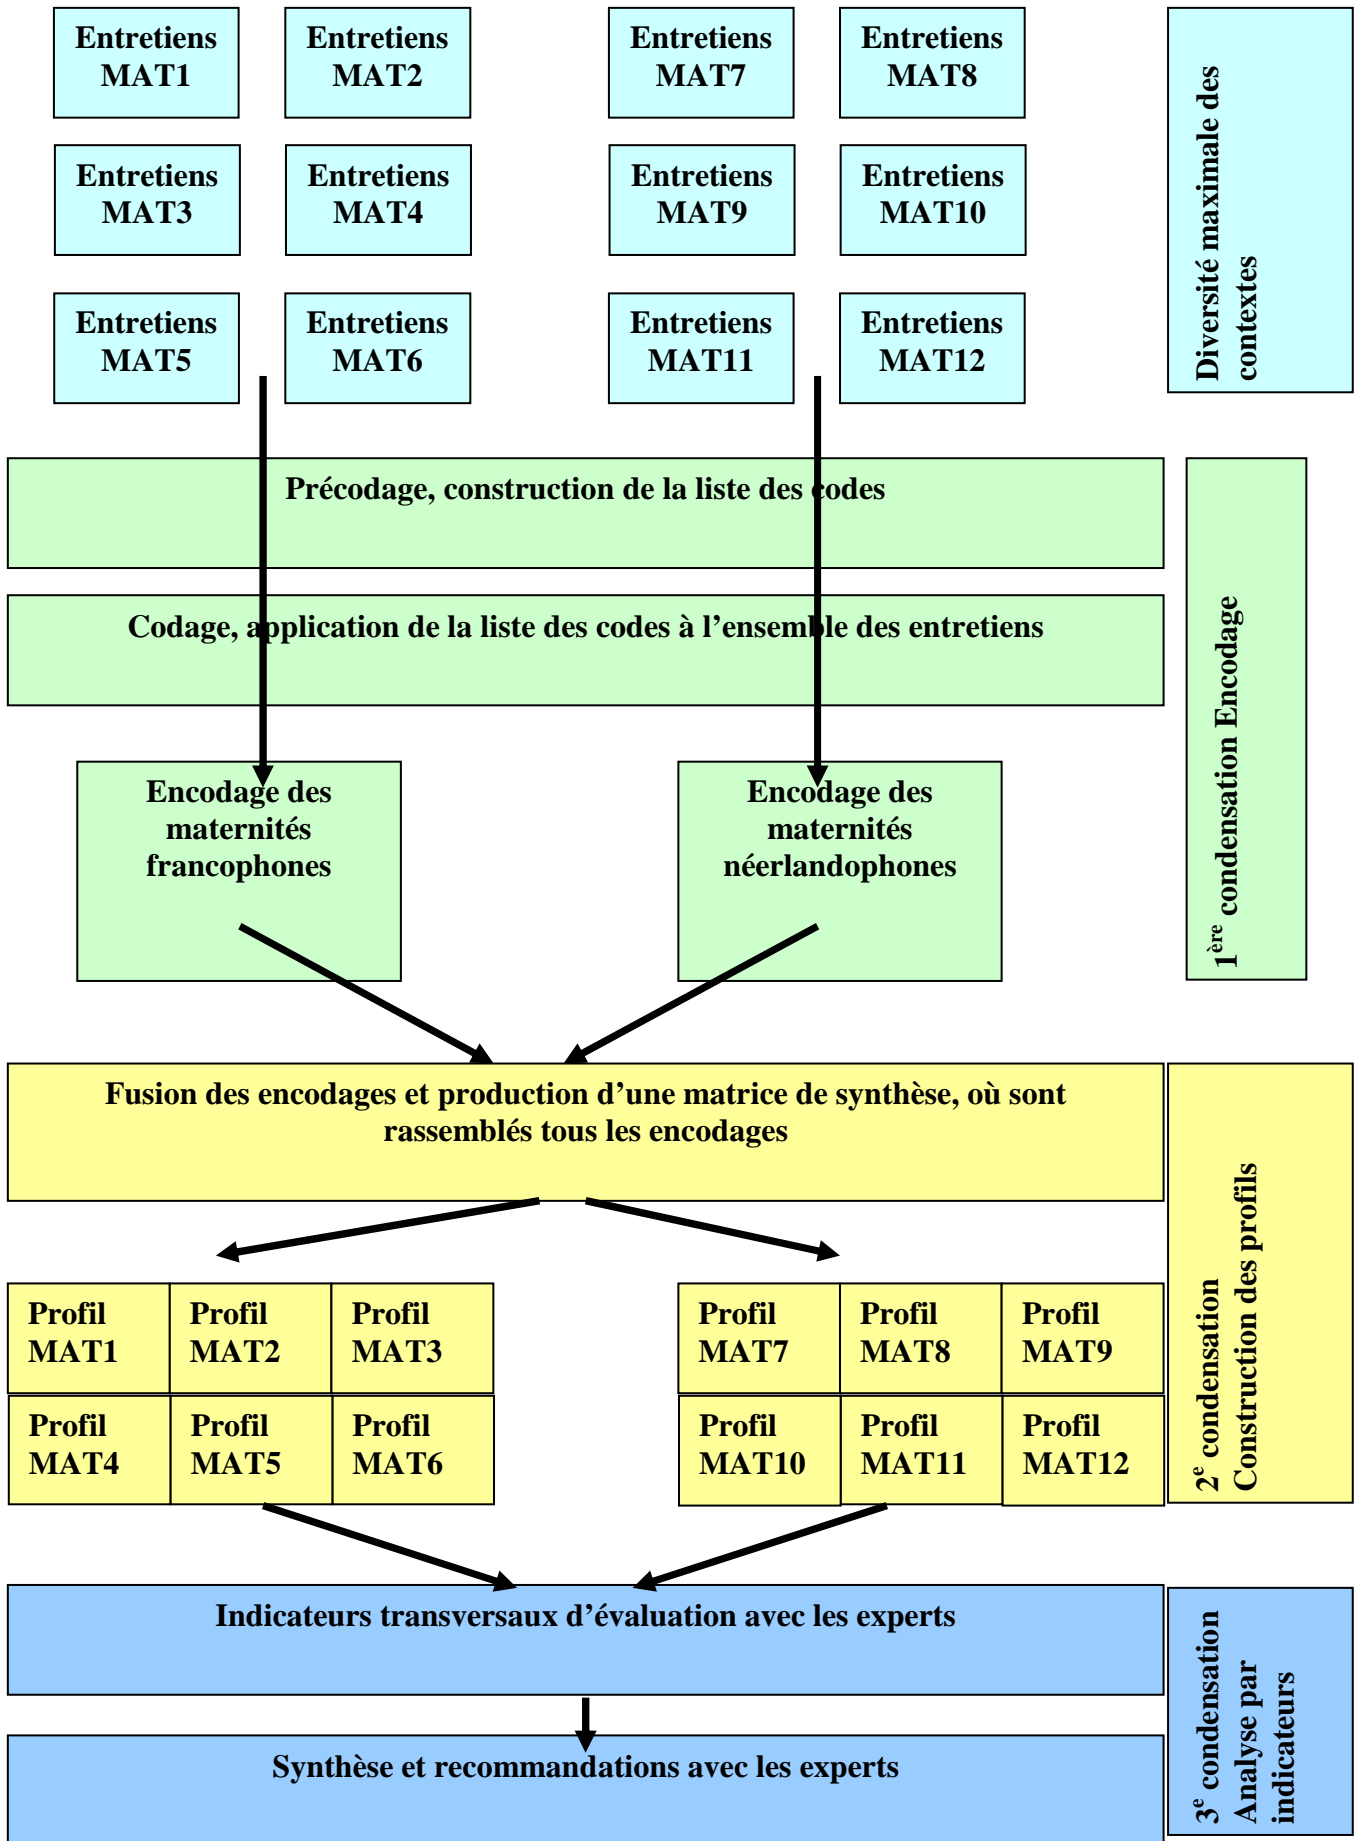 Entretiens
MAT1
Entretiens
MAT2
Entretiens
MAT7
Entretiens
MAT8
Entretiens
MAT3
Entretiens
MAT4
Entretiens
MAT9
Entretiens
MAT10
Entretiens
MAT5
Entretiens
MAT6
Entretiens
MAT11
Entretiens
MAT12
Diversité maximale des
contextes
Précodage, construction de la liste des codes
Codage, application de la liste des codes à l’ensemble des entretiens
Encodage des
maternités
francophones
Encodage des
maternités
néerlandophones
1ère condensation Encodage
Fusion des encodages et production d’une matrice de synthèse, où sont
rassemblés tous les encodages
Profil
MAT1
Profil
MAT2
Profil
MAT3
Profil
MAT7
Profil
MAT8
Profil
MAT9
Profil
MAT4
Profil
MAT5
Profil
MAT6
Profil
MAT10
Profil
MAT11
Profil
MAT12
2e condensation
Construction des profils
Indicateurs transversaux d’évaluation avec les experts
Synthèse et recommandations avec les experts
3e condensation
Analyse par
indicateurs